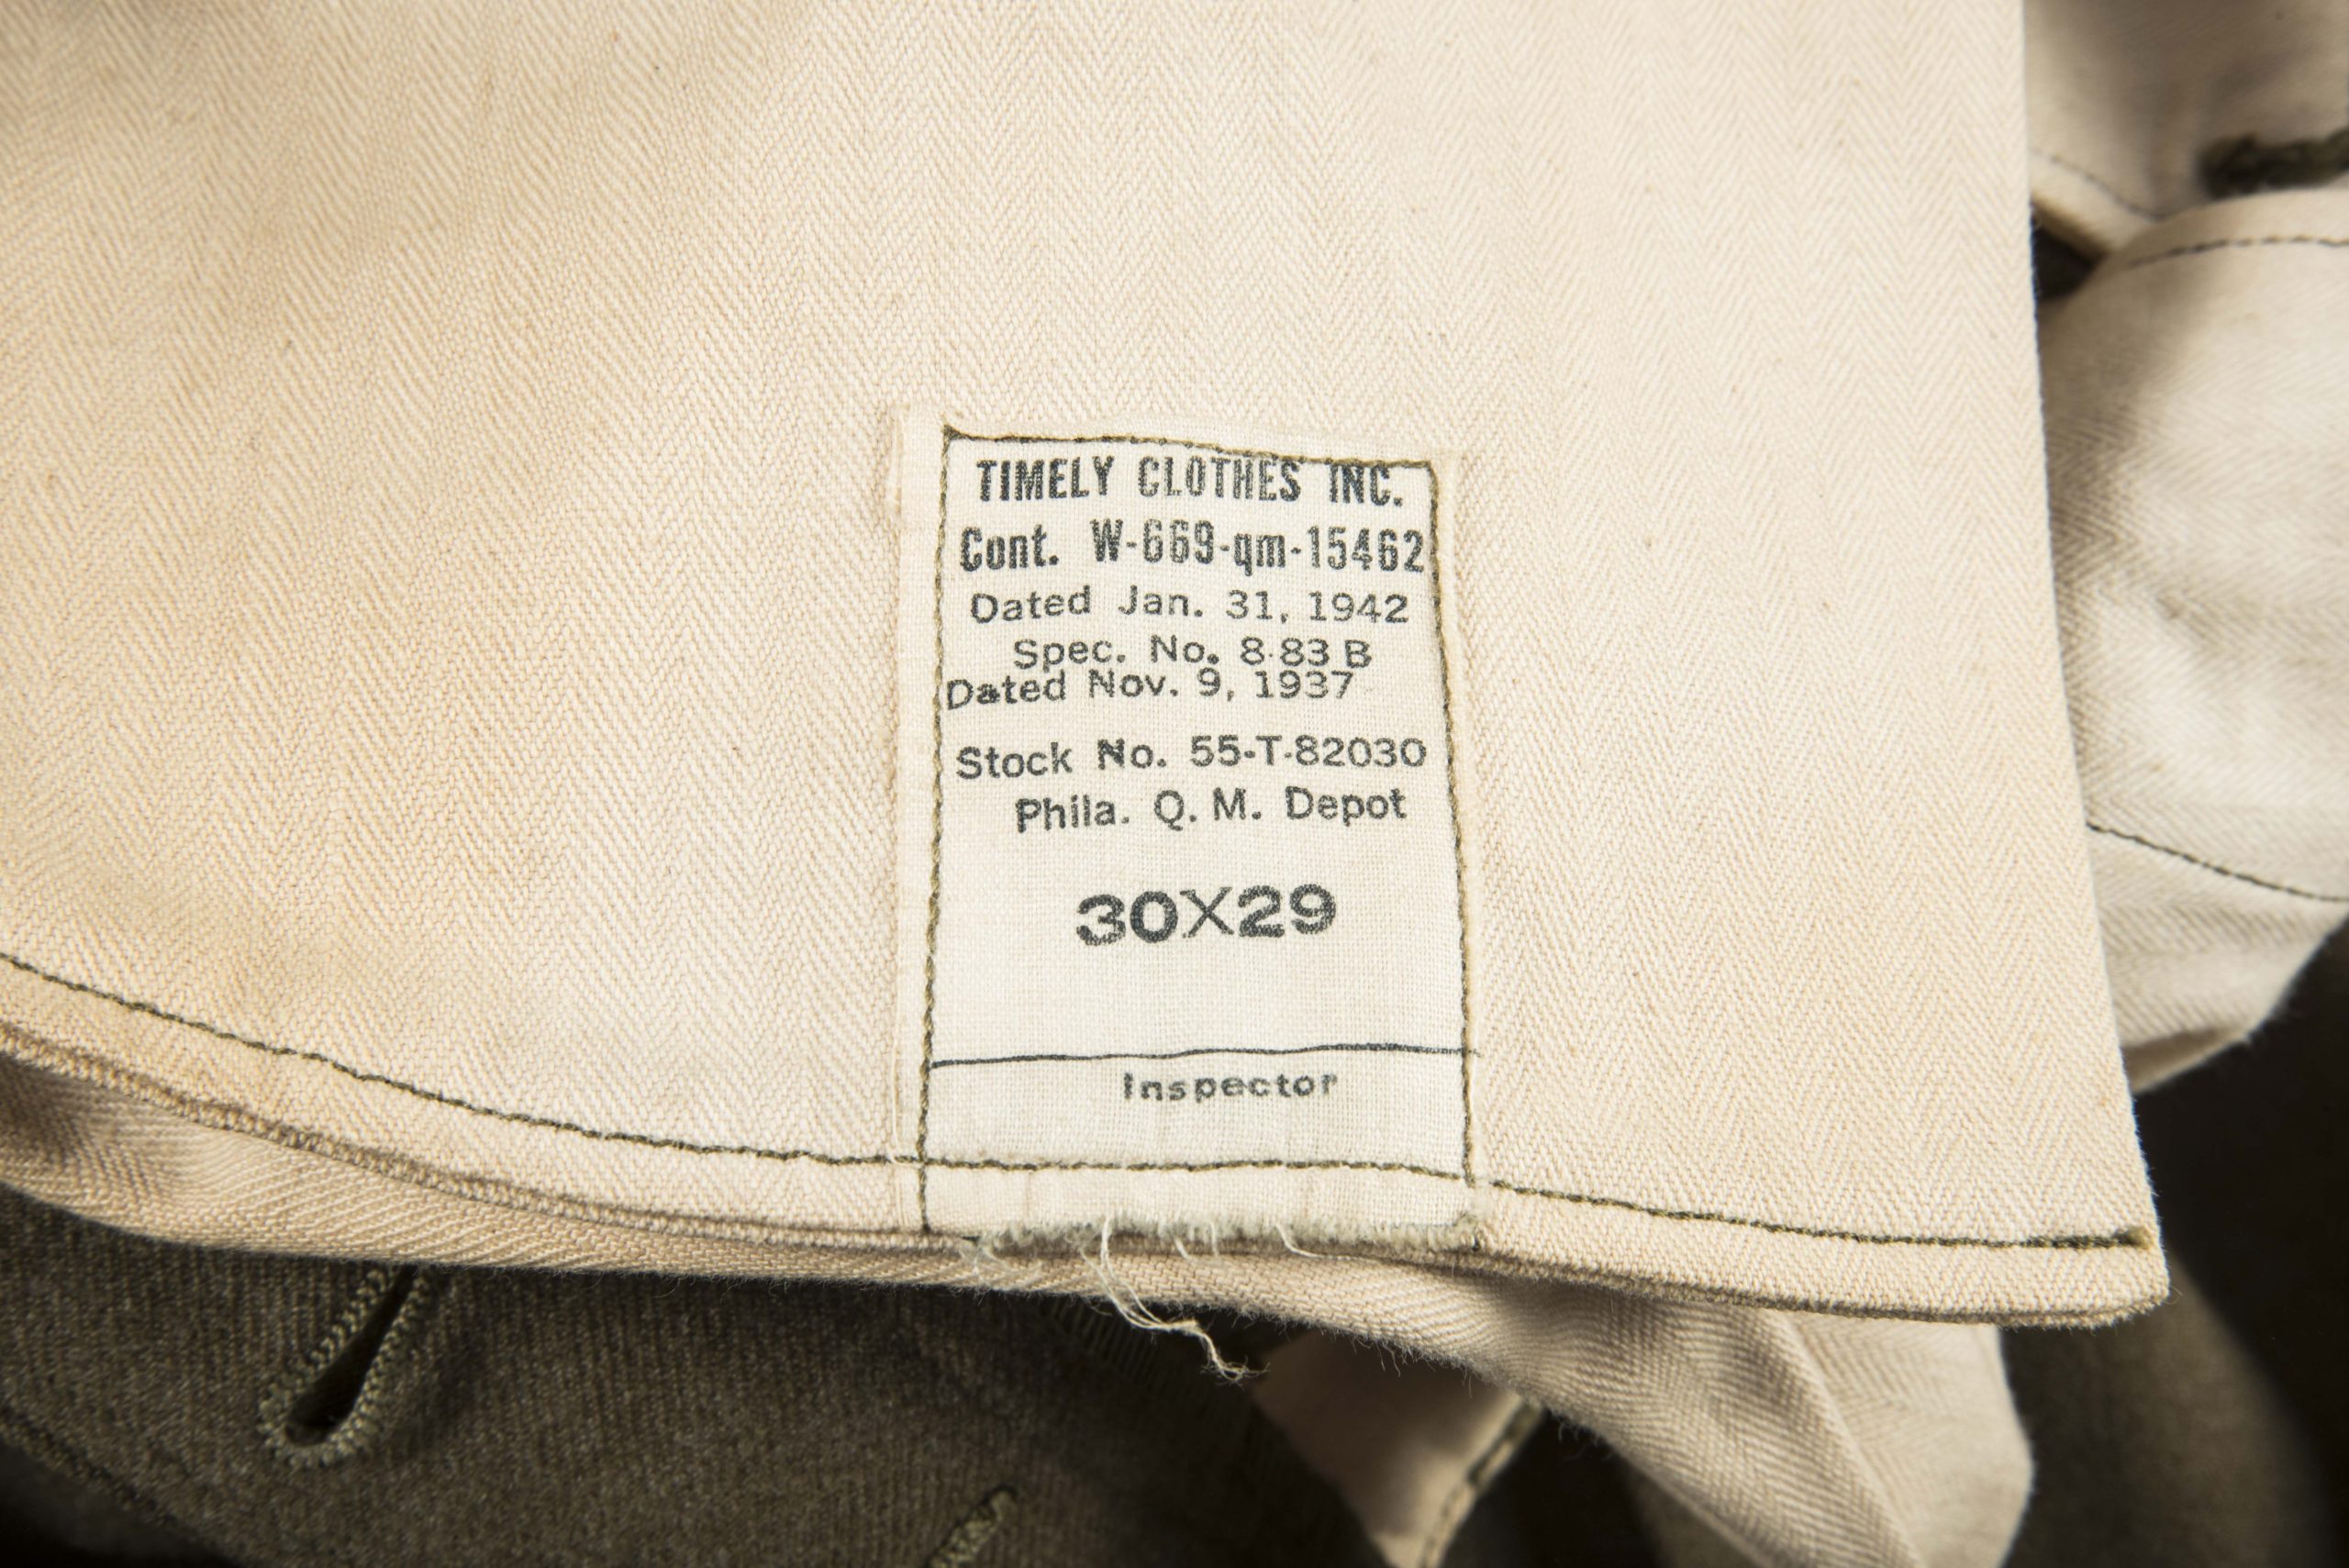 TIMELY CLOTHES INC.
Cont. W-669-qm-15462
Dated Jan. 31, 1942
Spec. No. 8-83 B
Dated Nov. 9, 1937
Stock No. 55-T-82030
Phila. Q. M. Depot
30X29
Inspector